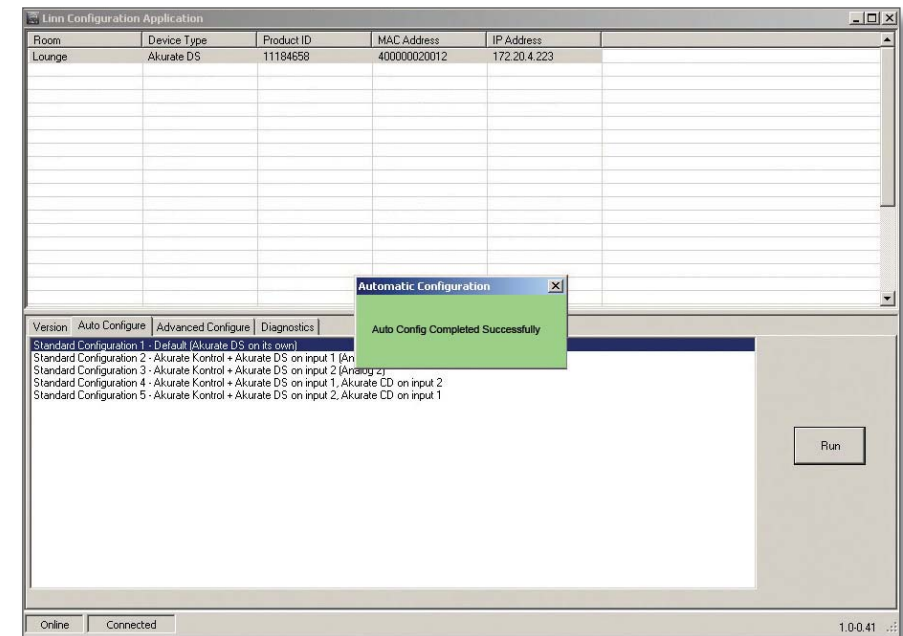 Linn Configuration Application
Room Device Type Product ID MAC Address IP Address
Lounge Akurate DS 11184658 400000020012 172.20.4.223
Automatic Configuration
Auto Config Completed Successfully
Version Auto Configure Advanced Configure Diagnostics
Standard Configuration 1 - Default (Akurate DS on its own)
Standard Configuration 2 - Akurate Kontrol + Akurate DS on input 1 (An
Standard Configuration 3 - Akurate Kontrol + Akurate DS on input 2 (Analog 2)
Standard Configuration 4 - Akurate Kontrol + Akurate DS on input 1, Akurate CD on input 2
Standard Configuration 5 - Akurate Kontrol + Akurate DS on input 2, Akurate CD on input 1
Run
Online Connected 1.0-0.41